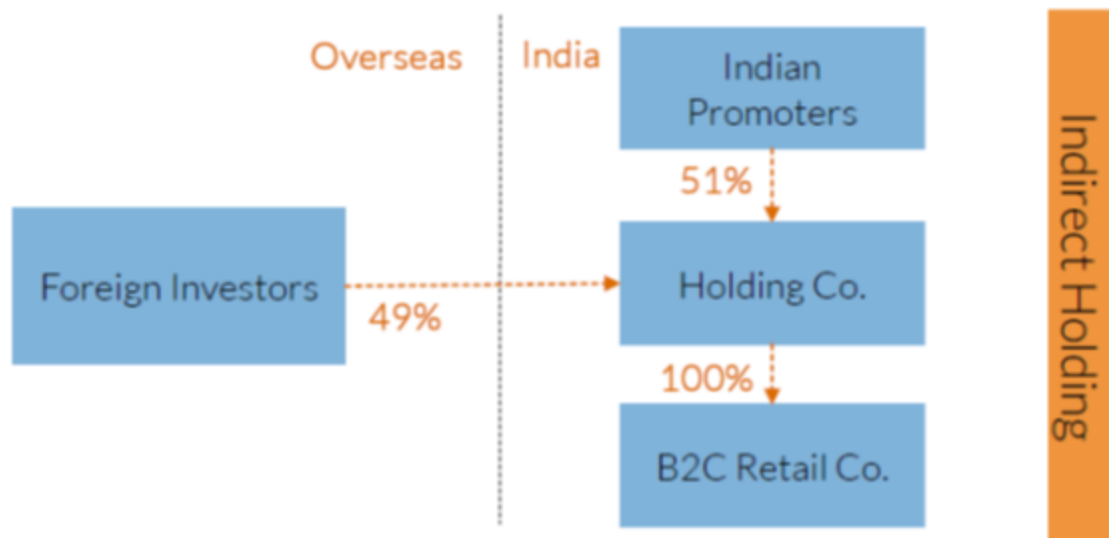 Overseas
India
Indian
Promoters
51%
Foreign Investors
49%
Holding Co.
100%
B2C Retail Co.
Indirect Holding